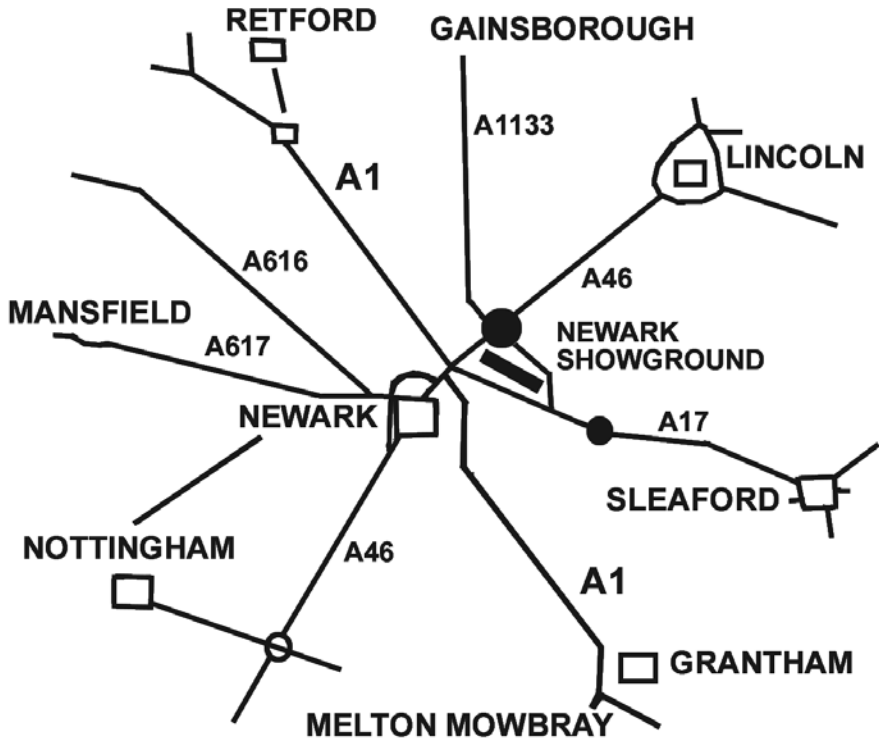 RETFORD
GAINSBOROUGH
A1133
LINCOLN
A1
A616
A46
MANSFIELD
A617
NEWARK
SHOWGROUND
NEWARK
A17
SLEAFORD
NOTTINGHAM
A46
A1
GRANTHAM
MELTON MOWBRAY